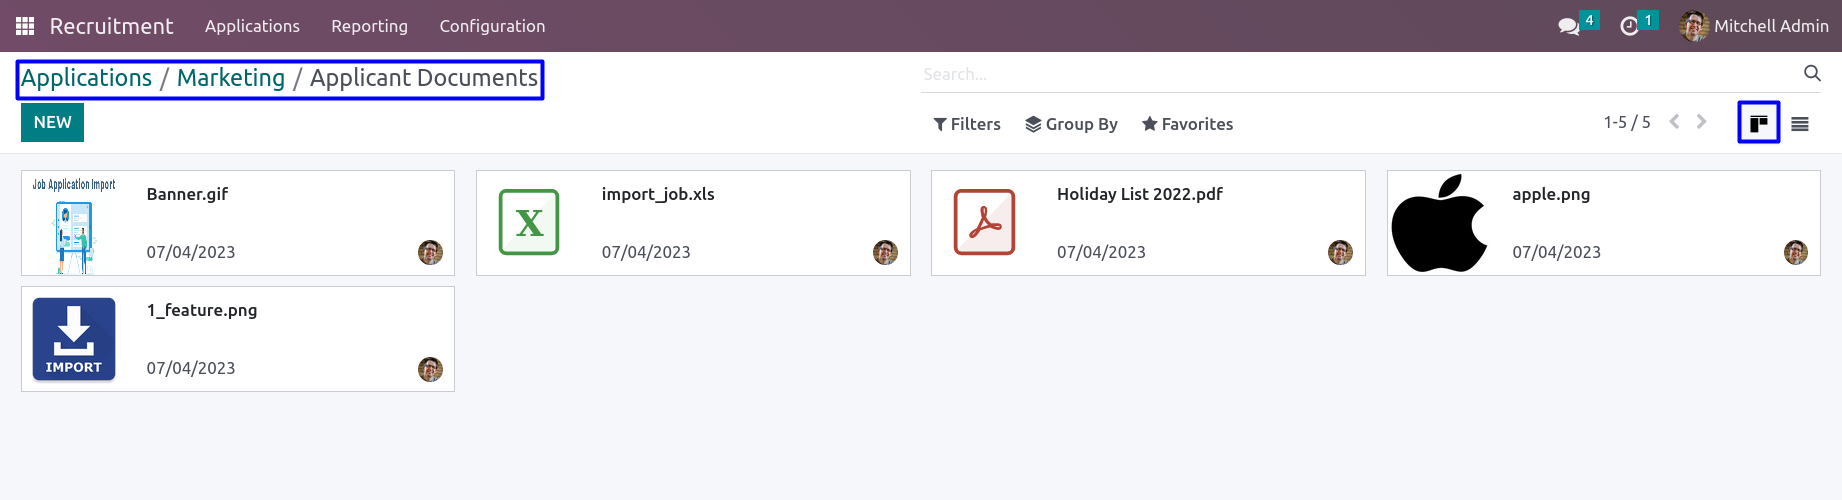 Recruitment Applications Reporting Configuration 4 1 Mitchell Admin
Applications / Marketing / Applicant Documents
Search...
NEW
Filters Group By Favorites 1-5 / 5
Job Application Import
Banner.gif
07/04/2023
X
import_job.xls
07/04/2023
Holiday List 2022.pdf
07/04/2023
apple.png
07/04/2023
IMPORT
1_feature.png
07/04/2023